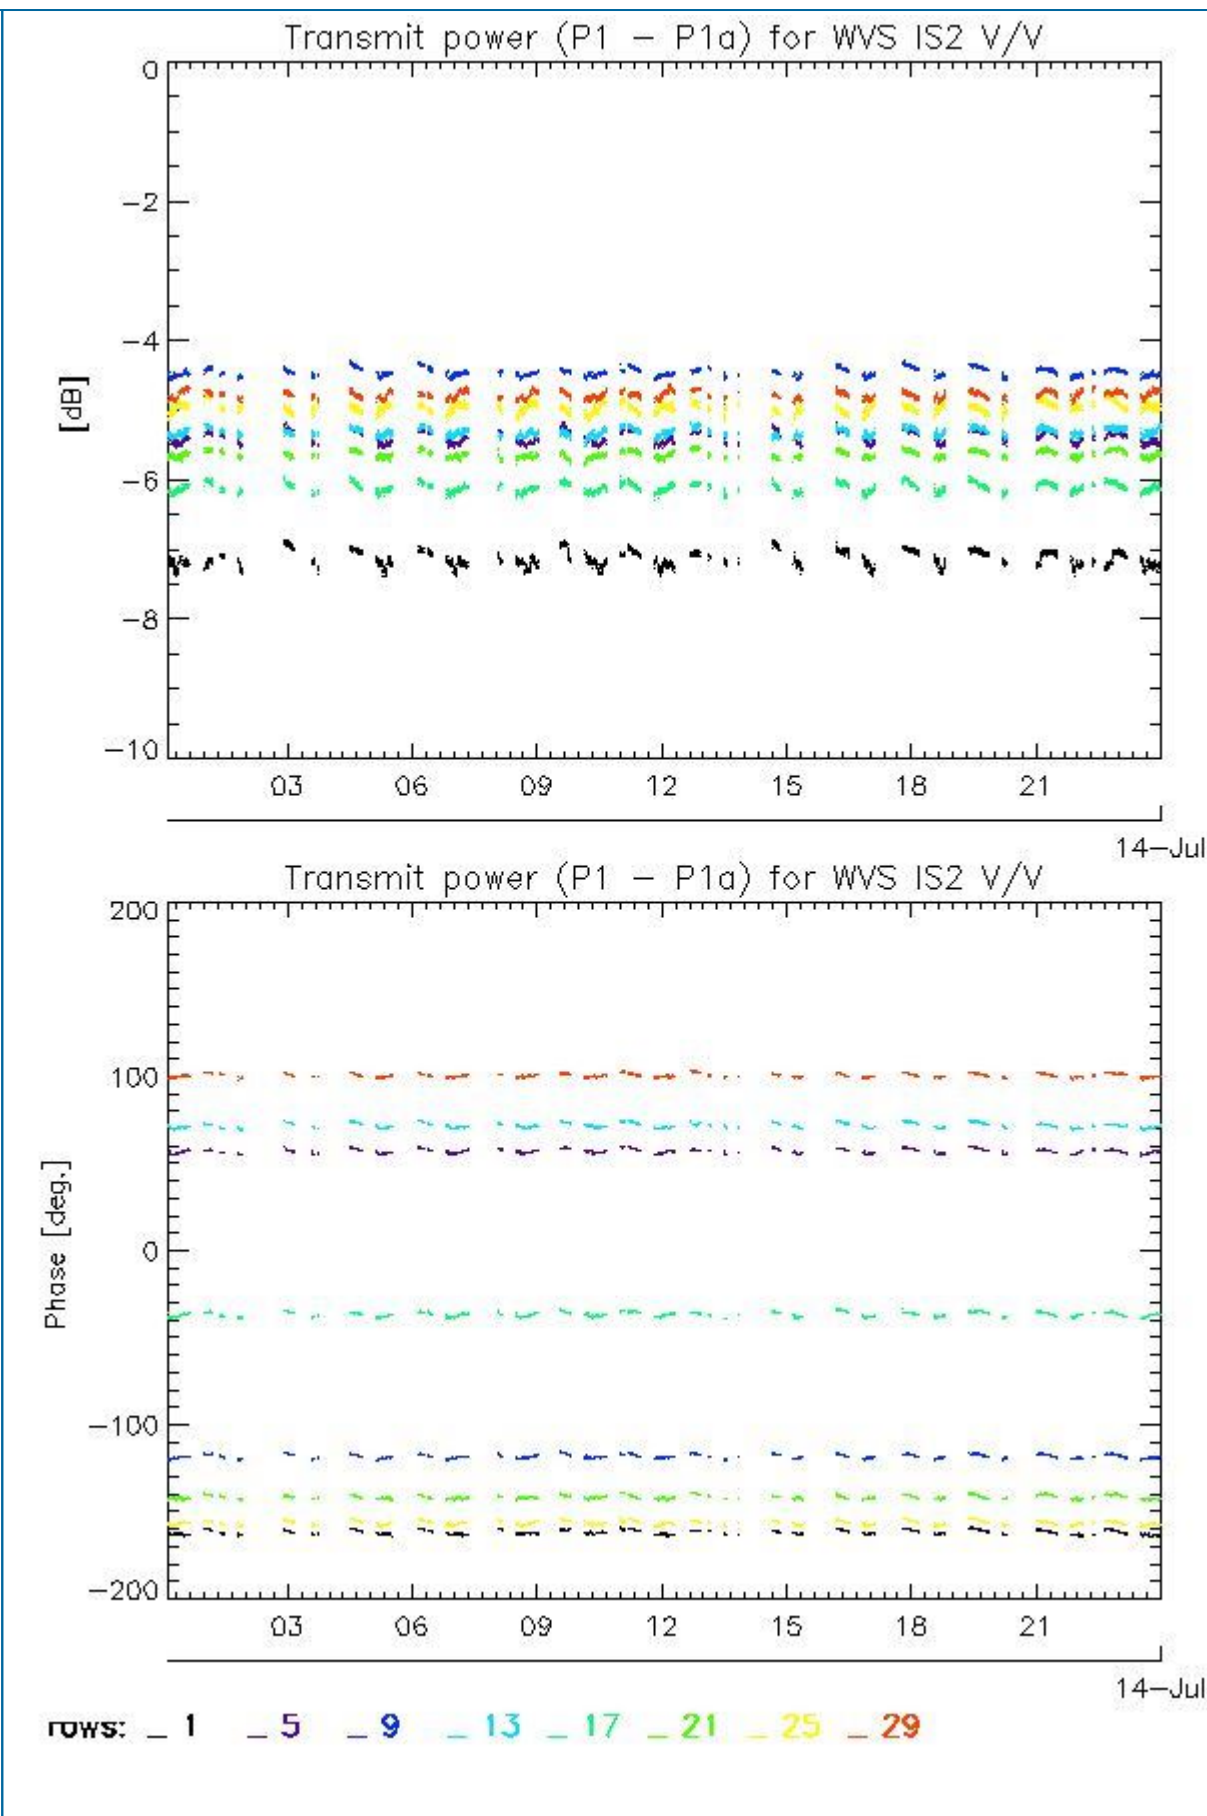 Transmit power (P1 − P1a) for WVS IS2 V/V
0
−2
−4
[dB]
−6
−8
−10
03 06 09 12 15 18 21
14−Jul
Transmit power (P1 − P1a) for WVS IS2 V/V
200
100
Phase [deg.]
0
−100
−200
03 06 09 12 15 18 21
14−Jul
rows: _ 1 _ 5 _ 9 _ 13 _ 17 _ 21 _ 25 _ 29